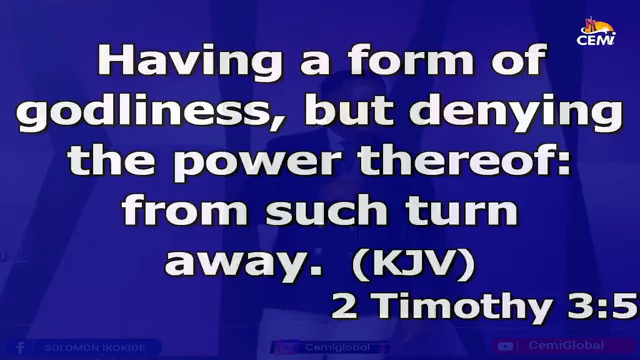 CEMi
Having a form of
godliness, but denying
the power thereof:
from such turn
away. (KJV)
2 Timothy 3:5
SOLOMON IKOKIDE
Cemiglobal
CemiGlobal